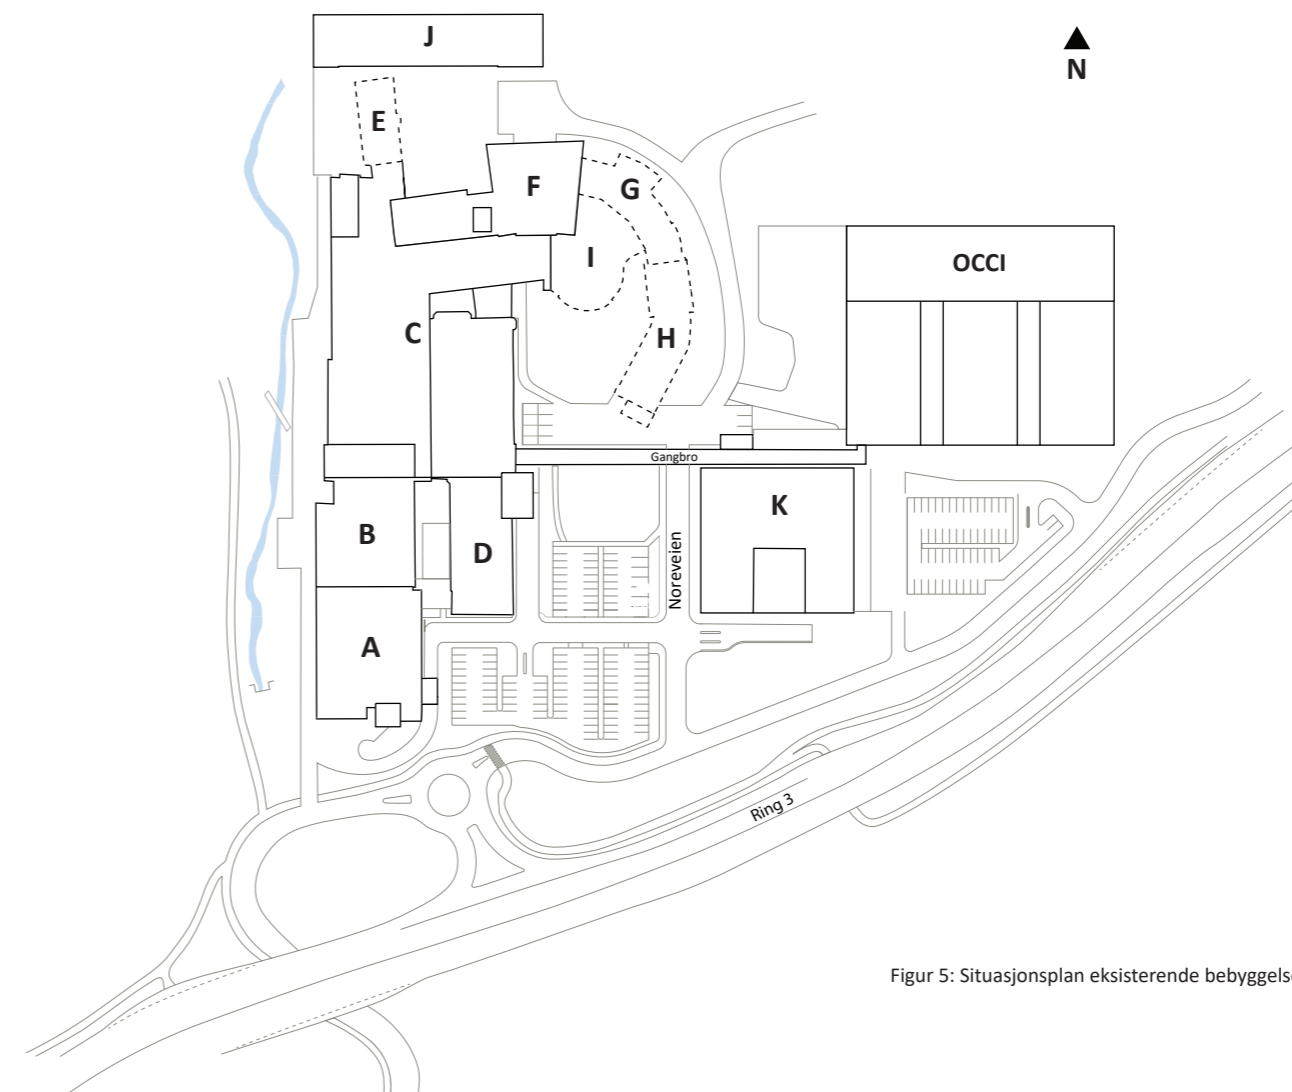 J
N
E
F
G
I
OCCI
C
H
Gangbro
K
B
D
Noreveien
A
Ring 3
Figur 5: Situasjonsplan eksisterende bebyggels